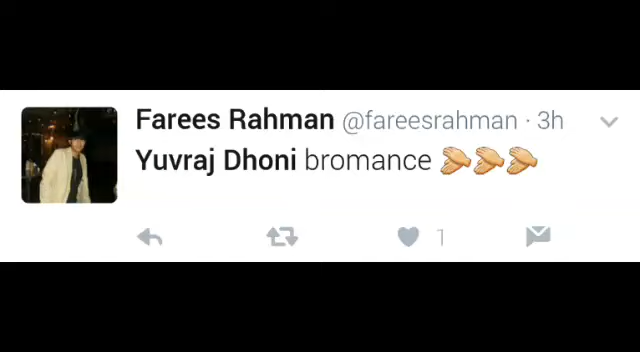 Farees Rahman @fareesrahman · 3h
Yuvraj Dhoni bromance 👏👏👏
1